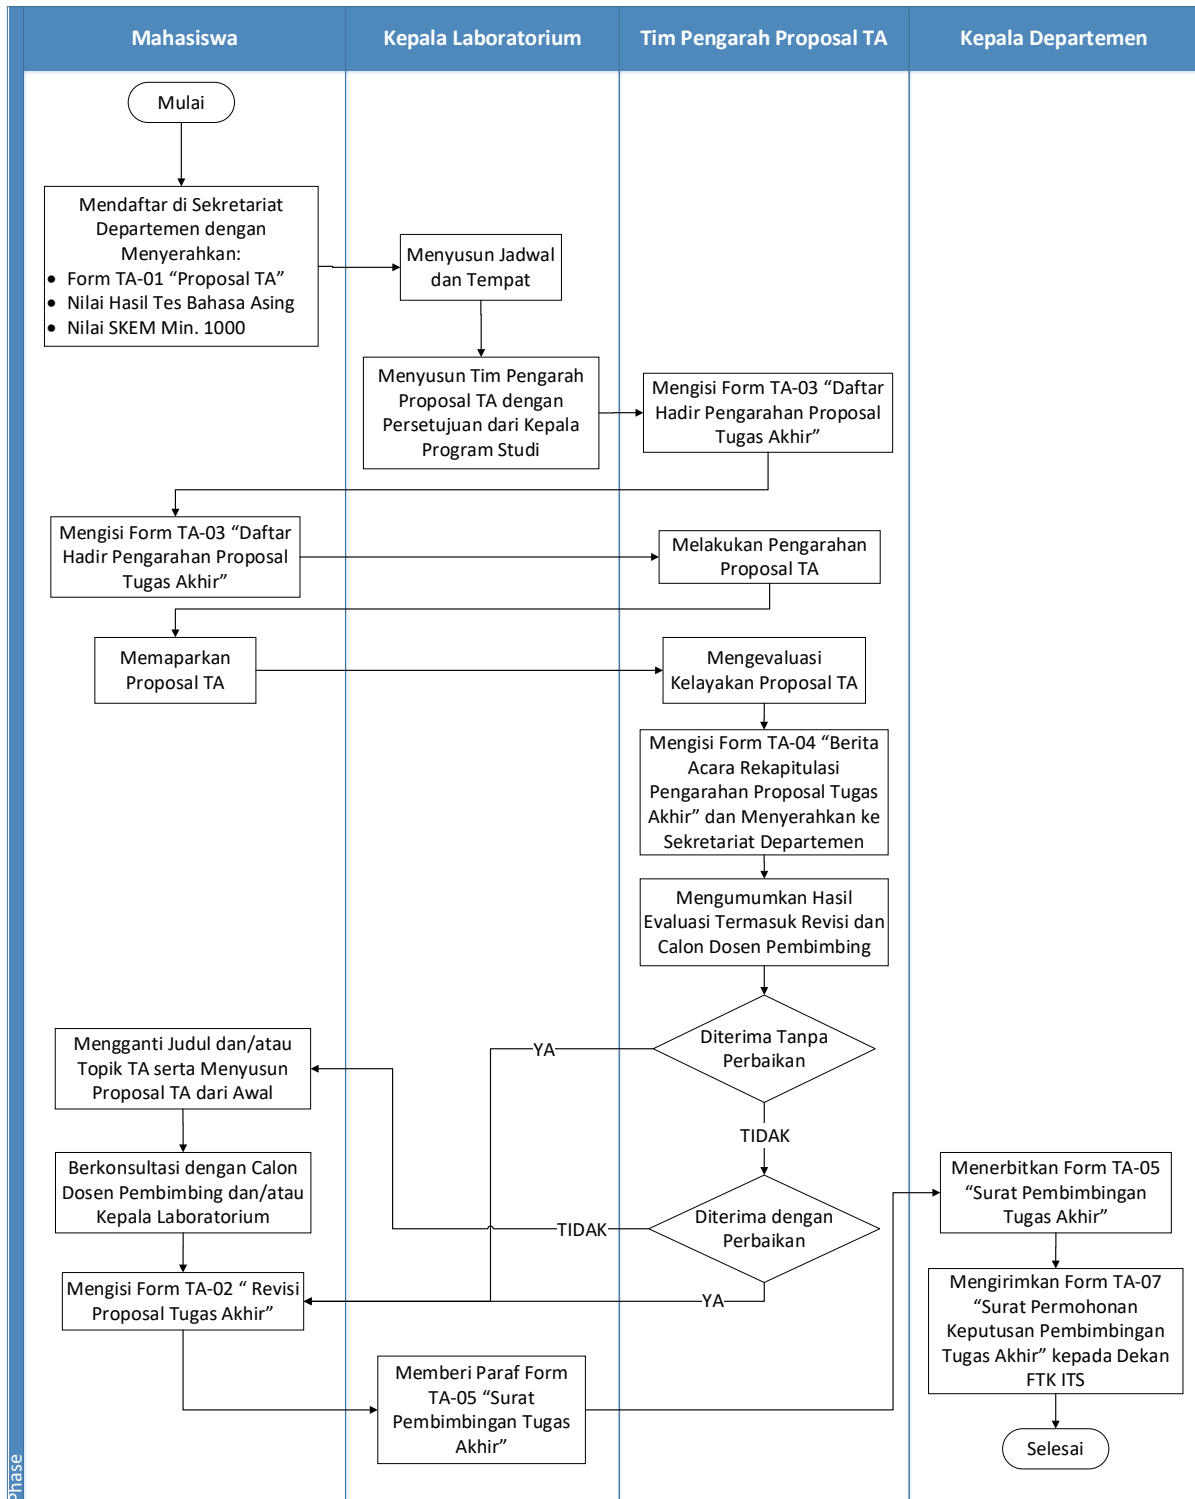 Mahasiswa
Kepala Laboratorium
Tim Pengarah Proposal TA
Kepala Departemen
Mulai
Mendaftar di Sekretariat
Departemen dengan
Menyerahkan:
• Form TA-01 “Proposal TA”
• Nilai Hasil Tes Bahasa Asing
• Nilai SKEM Min. 1000
Menyusun Jadwal
dan Tempat
Menyusun Tim Pengarah
Proposal TA dengan
Persetujuan dari Kepala
Program Studi
Mengisi Form TA-03 “Daftar
Hadir Pengarahan Proposal
Tugas Akhir”
Mengisi Form TA-03 “Daftar
Hadir Pengarahan Proposal
Tugas Akhir”
Melakukan Pengarahan
Proposal TA
Memaparkan
Proposal TA
Mengevaluasi
Kelayakan Proposal TA
Mengisi Form TA-04 “Berita
Acara Rekapitulasi
Pengarahan Proposal Tugas
Akhir” dan Menyerahkan ke
Sekretariat Departemen
Mengumumkan Hasil
Evaluasi Termasuk Revisi dan
Calon Dosen Pembimbing
Diterima Tanpa
Perbaikan
YA
TIDAK
Mengganti Judul dan/atau
Topik TA serta Menyusun
Proposal TA dari Awal
Berkonsultasi dengan Calon
Dosen Pembimbing dan/atau
Kepala Laboratorium
Diterima dengan
Perbaikan
TIDAK
YA
Mengisi Form TA-02 “ Revisi
Proposal Tugas Akhir”
Memberi Paraf Form
TA-05 “Surat
Pembimbingan Tugas
Akhir”
Menerbitkan Form TA-05
“Surat Pembimbingan
Tugas Akhir”
Mengirimkan Form TA-07
“Surat Permohonan
Keputusan Pembimbingan
Tugas Akhir” kepada Dekan
FTK ITS
Selesai
Phase